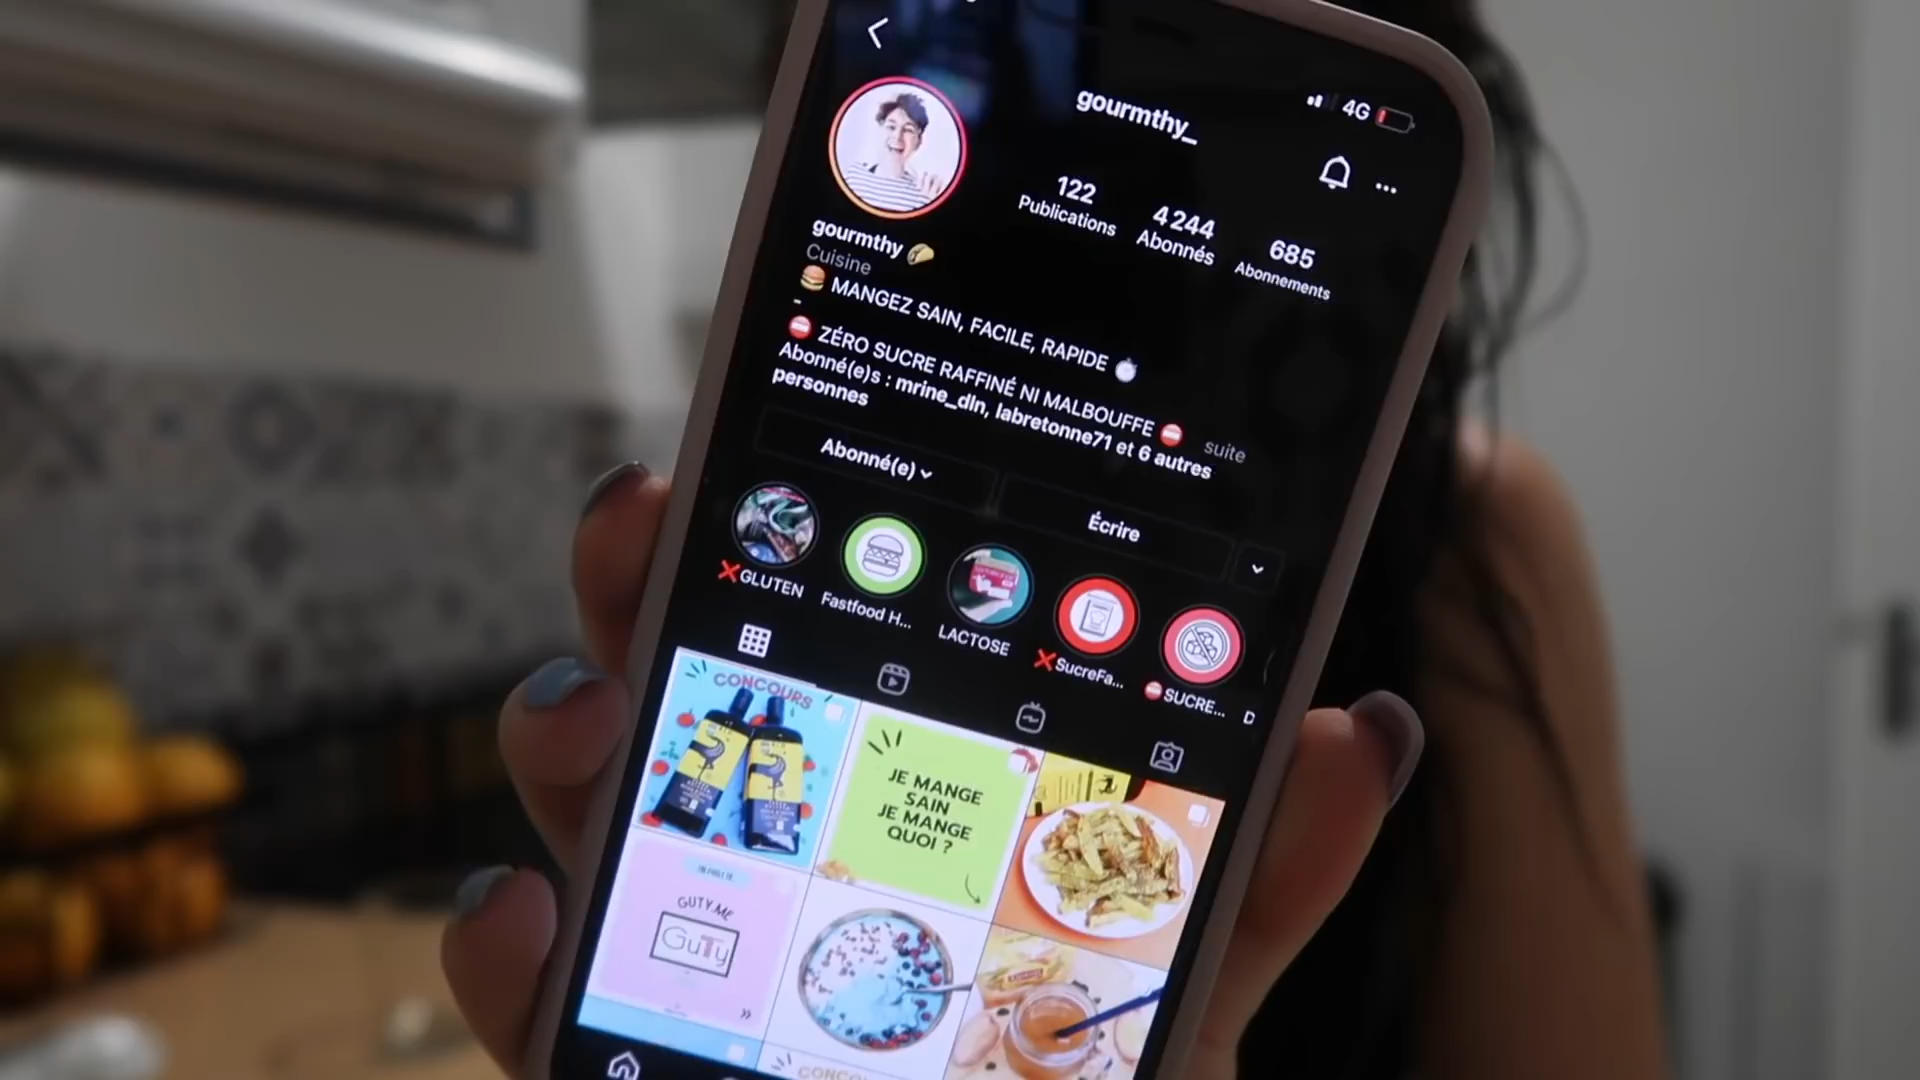 gourmthy_
4G
122
Publications
4 244
Abonnés
685
Abonnements
gourmthy 🌮
Cuisine
🍔 MANGEZ SAIN, FACILE, RAPIDE ⏱
-
⛔ ZÉRO SUCRE RAFFINÉ NI MALBOUFFE ⛔ suite
Abonné(e)s : mrine_dln, labretonne71 et 6 autres
personnes
Abonné(e)
Écrire
❌GLUTEN
Fastfood H...
LACTOSE
❌SucreFa...
⛔SUCRE...
D
CONCOURS
JE MANGE
SAIN
JE MANGE
QUOI ?
GUTY.ME
GuTy
CONCOU